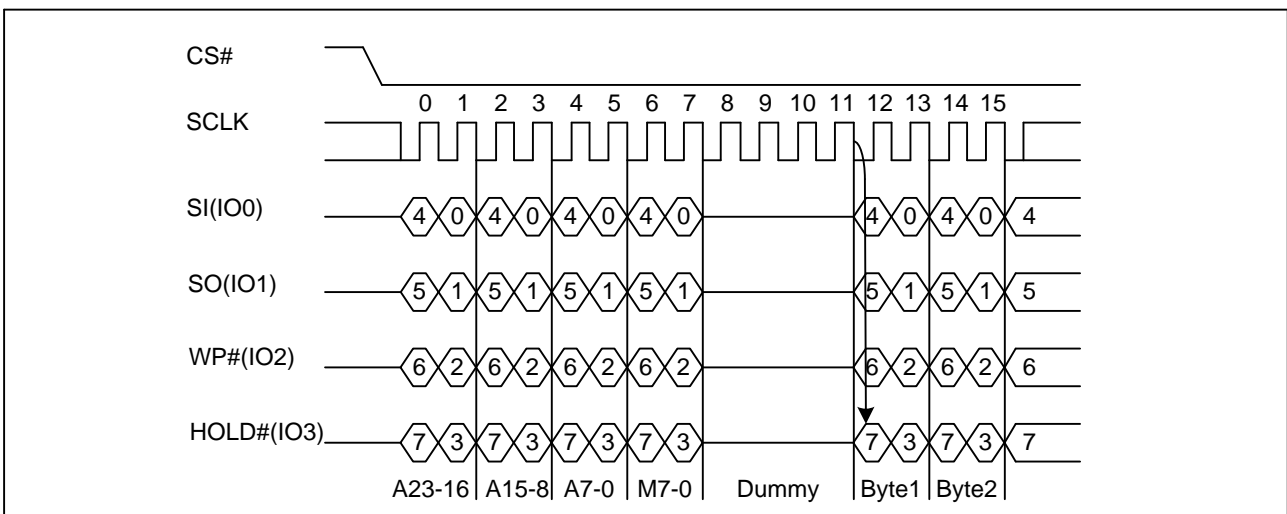 CS#
0 1 2 3 4 5 6 7 8 9 10 11 12 13 14 15
SCLK
SI(IO0) 4 0 4 0 4 0 4 0 4 0 4 0 4
SO(IO1) 5 1 5 1 5 1 5 1 5 1 5 1 5
WP#(IO2) 6 2 6 2 6 2 6 2 6 2 6 2 6
HOLD#(IO3) 7 3 7 3 7 3 7 3 7 3 7 3 7
A23-16 A15-8 A7-0 M7-0 Dummy Byte1 Byte2